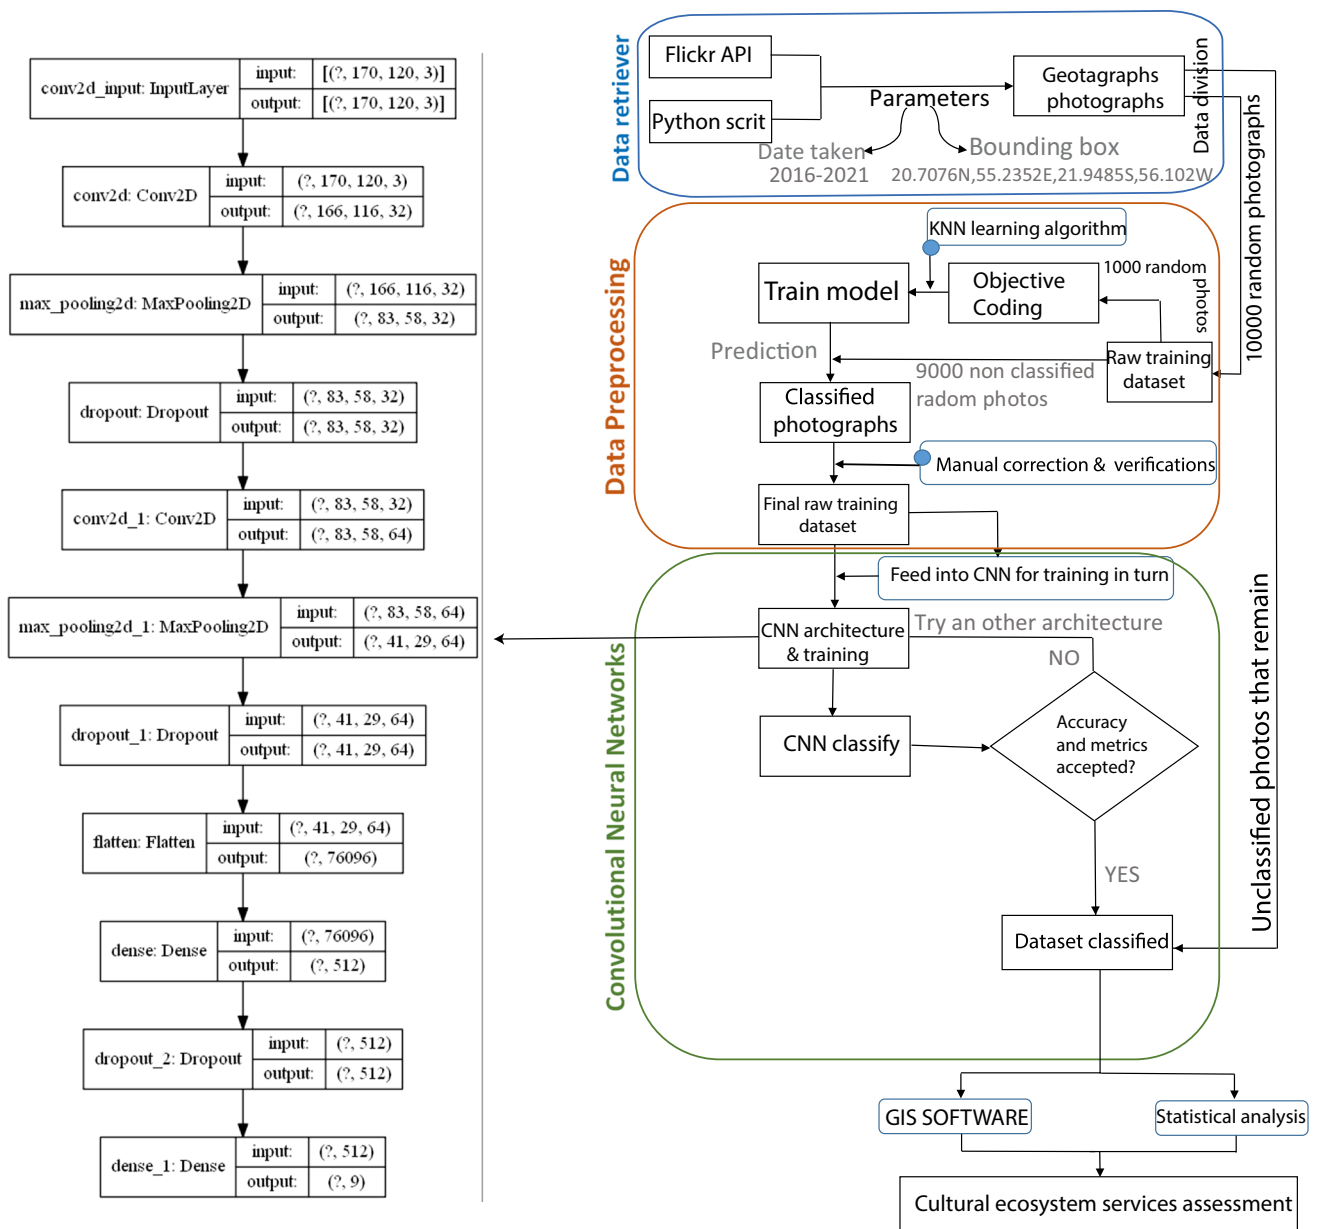 conv2d_input: InputLayer
input:
[(?, 170, 120, 3)]
output:
[(?, 170, 120, 3)]
conv2d: Conv2D
input:
(?, 170, 120, 3)
output:
(?, 166, 116, 32)
max_pooling2d: MaxPooling2D
input:
(?, 166, 116, 32)
output:
(?, 83, 58, 32)
dropout: Dropout
input:
(?, 83, 58, 32)
output:
(?, 83, 58, 32)
conv2d_1: Conv2D
input:
(?, 83, 58, 32)
output:
(?, 83, 58, 64)
max_pooling2d_1: MaxPooling2D
input:
(?, 83, 58, 64)
output:
(?, 41, 29, 64)
dropout_1: Dropout
input:
(?, 41, 29, 64)
output:
(?, 41, 29, 64)
flatten: Flatten
input:
(?, 41, 29, 64)
output:
(?, 76096)
dense: Dense
input:
(?, 76096)
output:
(?, 512)
dropout_2: Dropout
input:
(?, 512)
output:
(?, 512)
dense_1: Dense
input:
(?, 512)
output:
(?, 9)
Data retriever
Flickr API
Python scrit
Parameters
Date taken
2016-2021
Bounding box
20.7076N,55.2352E,21.9485S,56.102W
Geotagraphs
photographs
Data division
10000 random photographs
Unclassified photos that remain
Data Preprocessing
KNN learning algorithm
Train model
Objective
Coding
1000 random
photos
Raw training
dataset
Prediction
9000 non classified
radom photos
Classified
photographs
Manual correction & verifications
Final raw training
dataset
Convolutional Neural Networks
Feed into CNN for training in turn
CNN architecture
& training
Try an other architecture
NO
CNN classify
Accuracy
and metrics
accepted?
YES
Dataset classified
GIS SOFTWARE
Statistical analysis
Cultural ecosystem services assessment